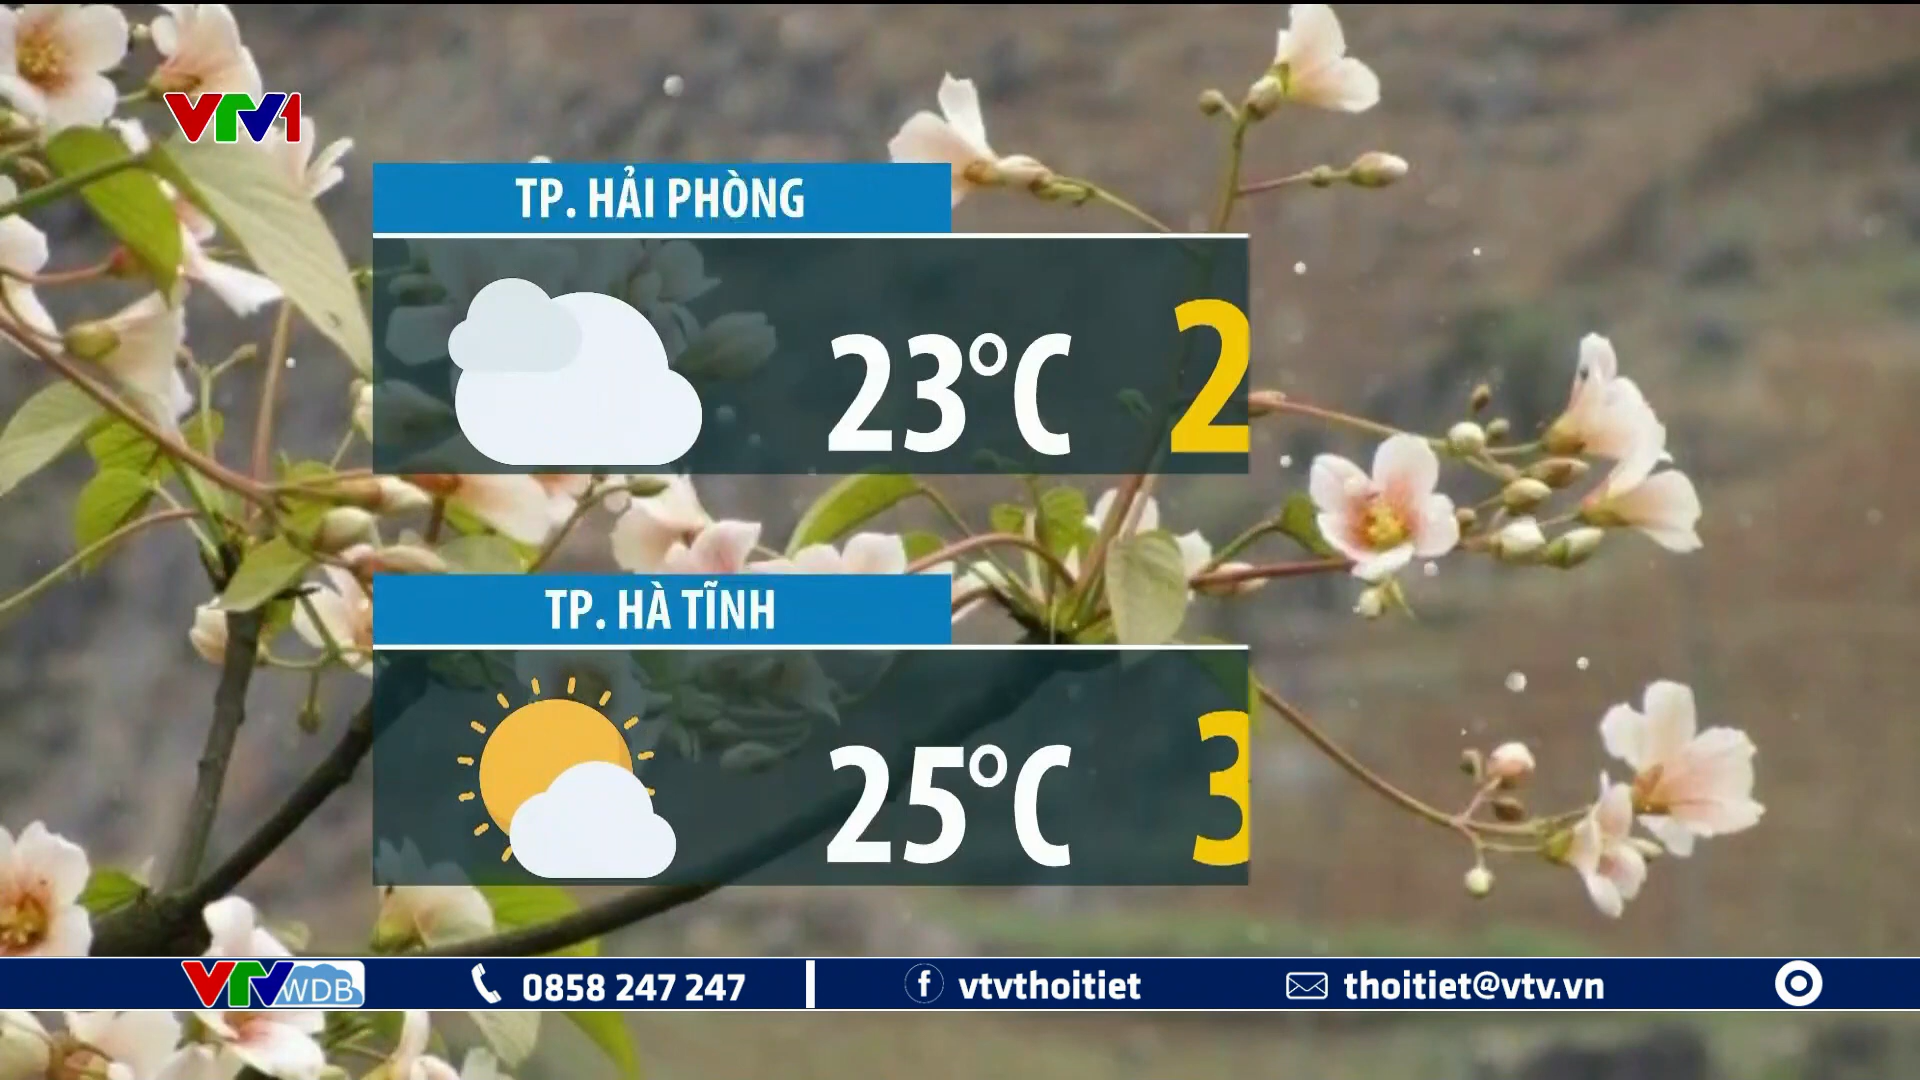 VTV1
TP. HẢI PHÒNG
23°C
2
TP. HÀ TĨNH
25°C
3
VTV WDB
0858 247 247
vtvthoitiet
thoitiet@vtv.vn